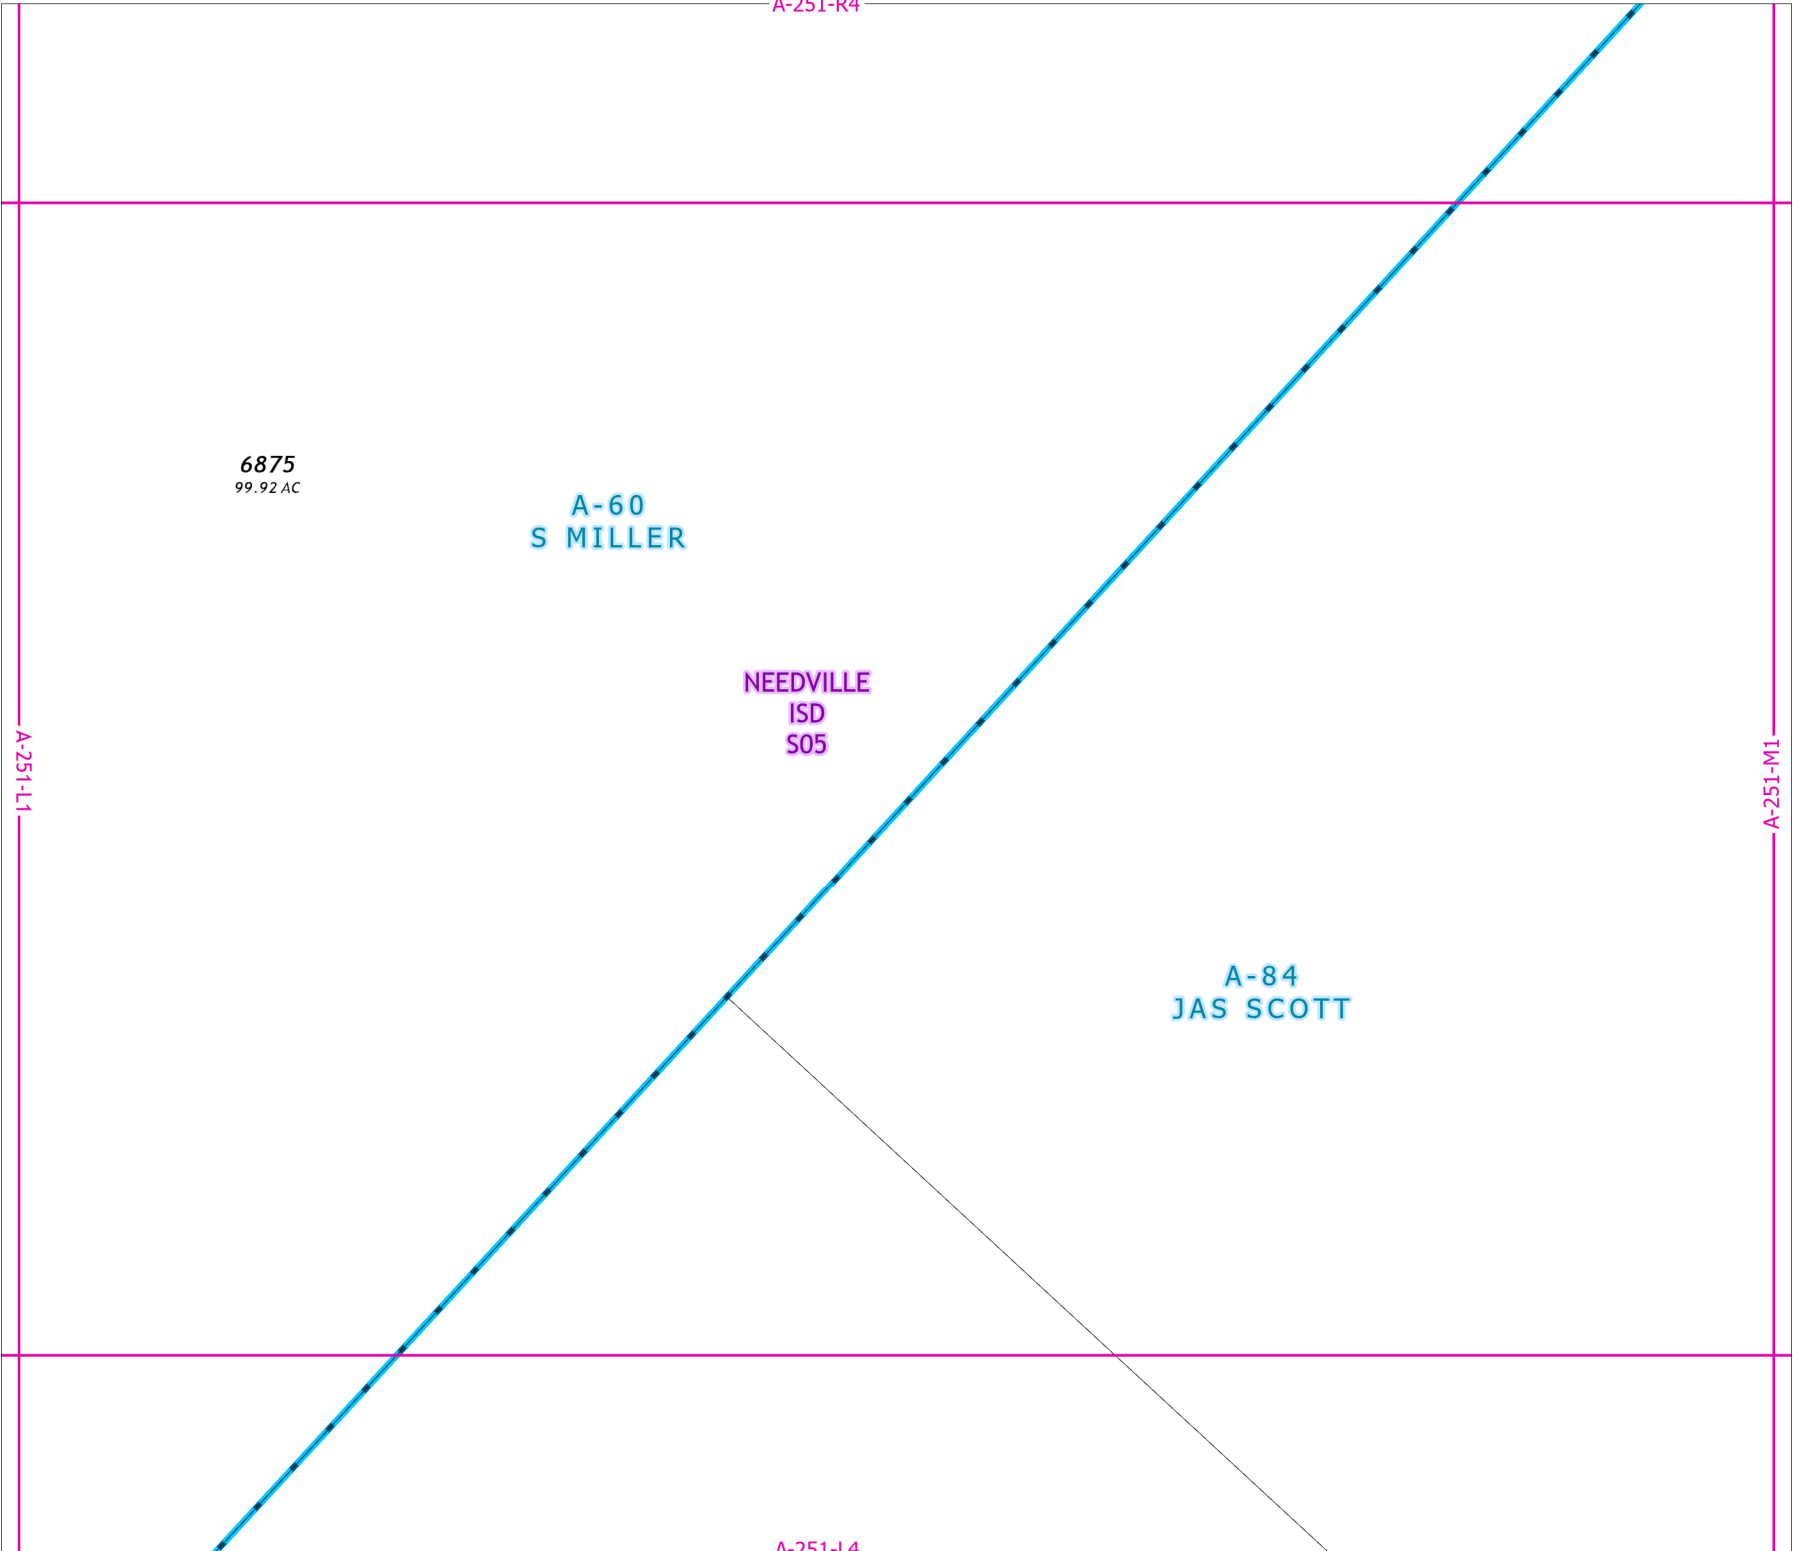 A-251-R4
6875
99.92 AC
A-60
S MILLER
NEEDVILLE
ISD
S05
A-251-L1
A-251-M1
A-84
JAS SCOTT
A-251-L4